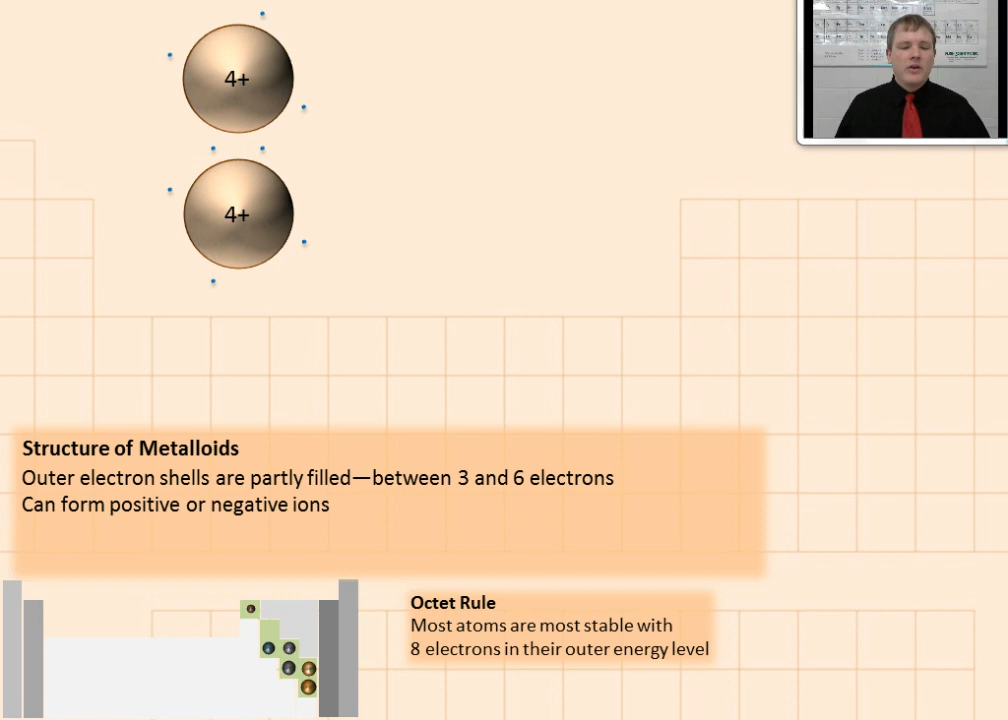 4+
4+
Structure of Metalloids
Outer electron shells are partly filled—between 3 and 6 electrons
Can form positive or negative ions
Octet Rule
Most atoms are most stable with
8 electrons in their outer energy level